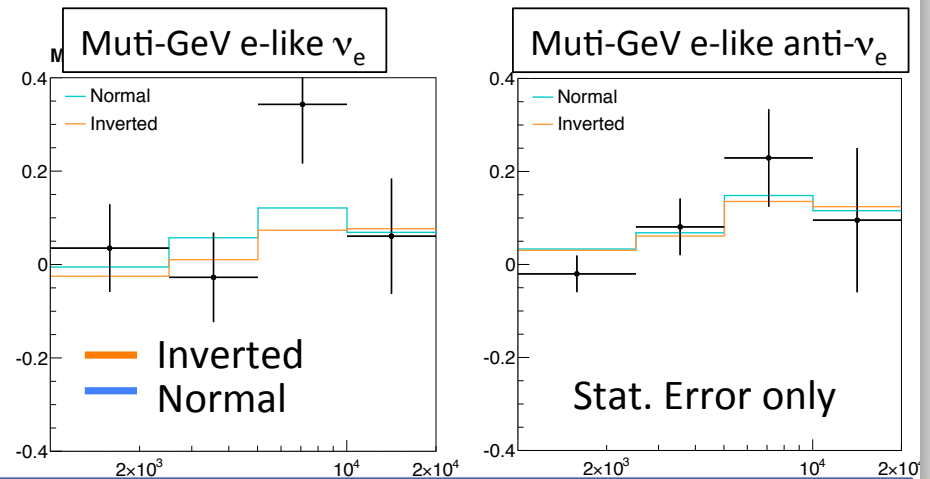 Muti-GeV e-like νₑ
M
0.4
Normal
Inverted
0.2
0
-0.2
-0.4
Inverted
Normal
2×10³
10⁴
2×10⁴
Muti-GeV e-like anti-νₑ
0.4
Normal
Inverted
0.2
0
-0.2
-0.4
Stat. Error only
2×10³
10⁴
2×10⁴